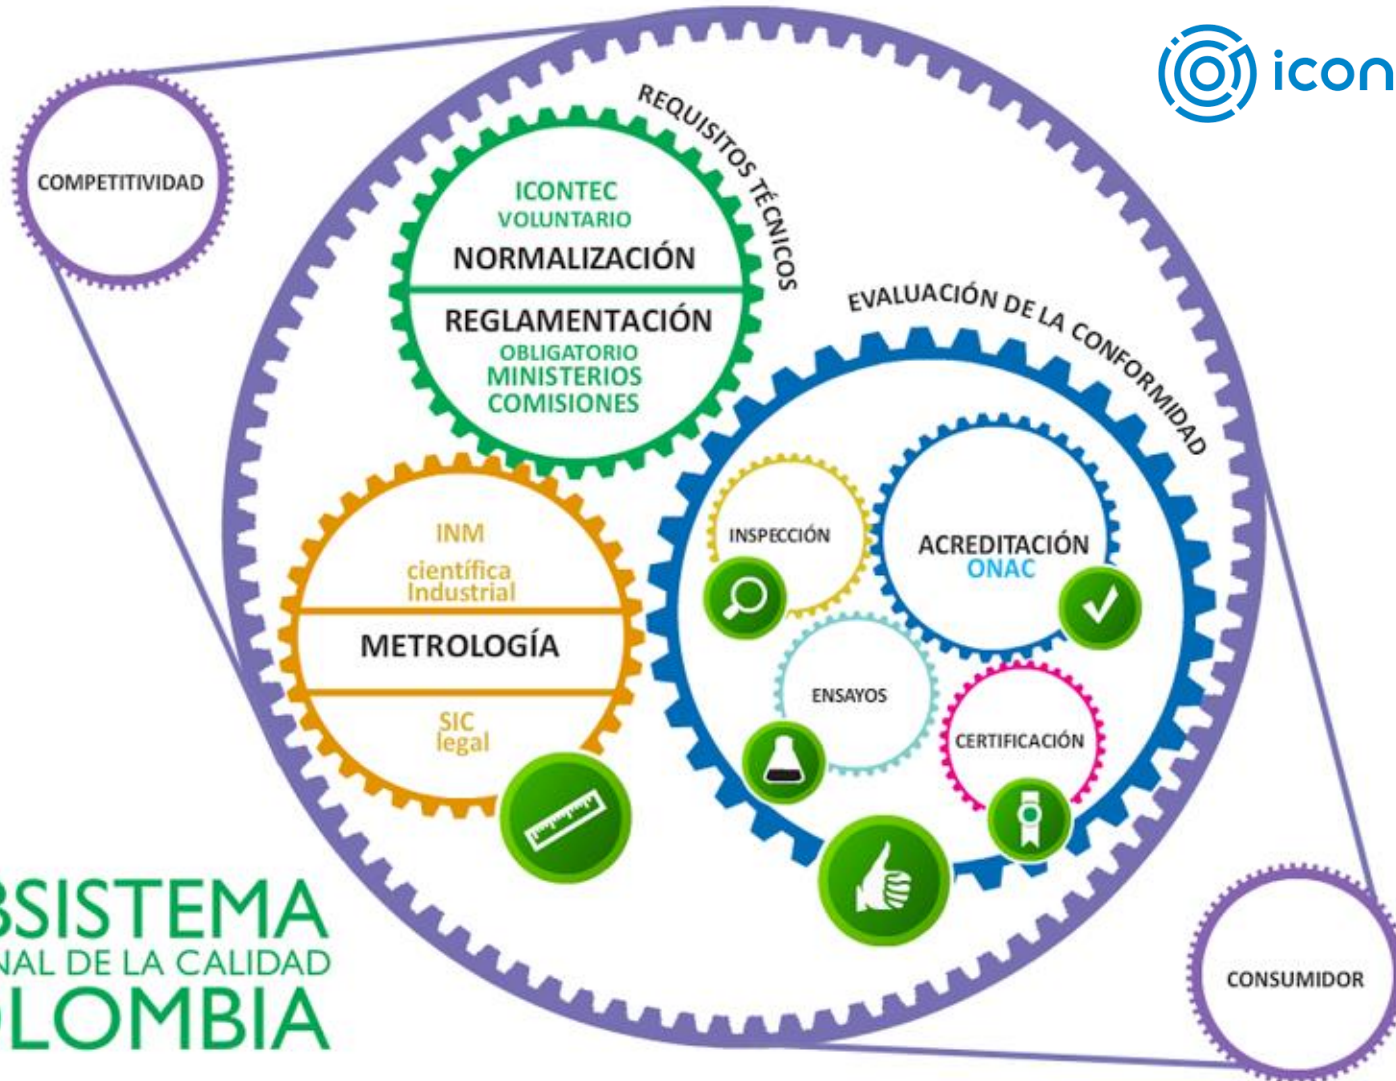 icon
COMPETITIVIDAD
REQUISITOS TÉCNICOS
ICONTEC
VOLUNTARIO
NORMALIZACIÓN
REGLAMENTACIÓN
OBLIGATORIO
MINISTERIOS
COMISIONES
EVALUACIÓN DE LA CONFORMIDAD
INSPECCIÓN
ACREDITACIÓN
ONAC
ENSAYOS
CERTIFICACIÓN
INM
científica
Industrial
METROLOGÍA
SIC
legal
BSISTEMA
NAL DE LA CALIDAD
OLOMBIA
CONSUMIDOR